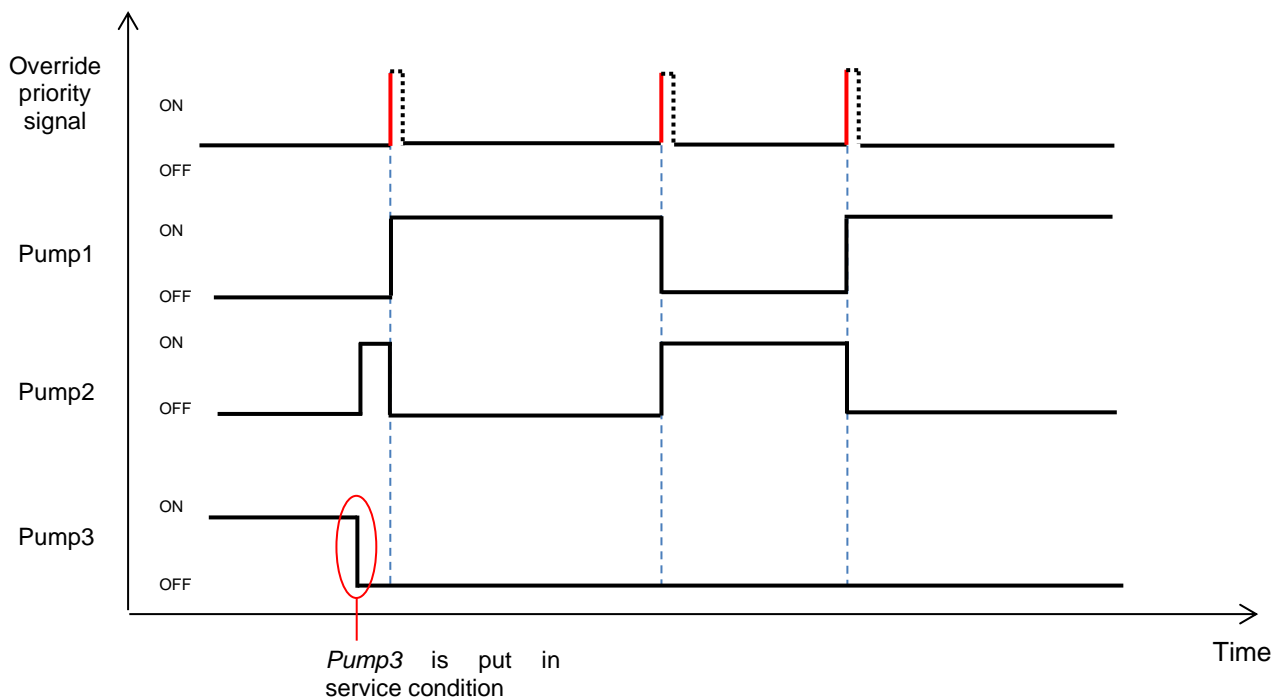 Override
priority
signal
ON
OFF
Pump1
ON
OFF
Pump2
ON
OFF
Pump3
ON
OFF
Time
Pump3 is put in
service condition